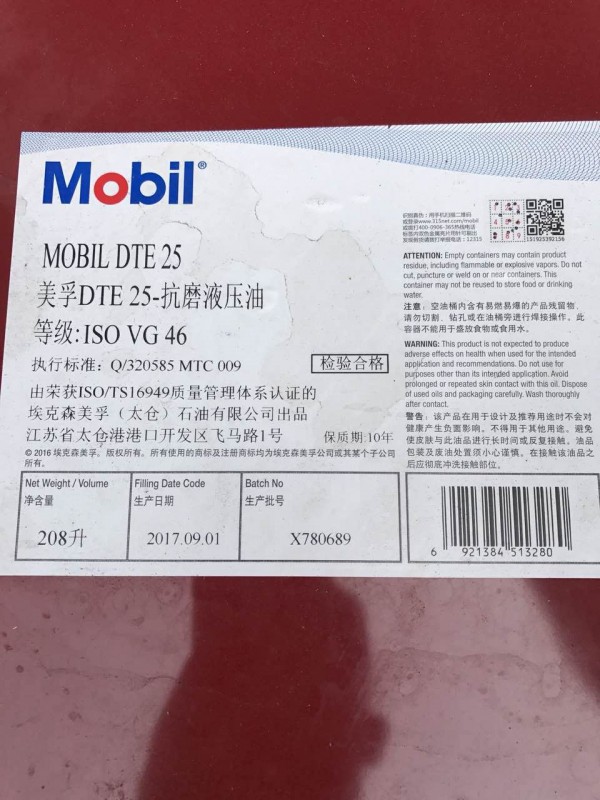 Mobil®
MOBIL DTE 25
美孚DTE 25-抗磨液压油
等级:ISO VG 46
执行标准：Q/320585 MTC 009
检验合格
由荣获ISO/TS16949质量管理体系认证的
埃克森美孚（太仓）石油有限公司出品
江苏省太仓港港口开发区飞马路1号
保质期:10年
© 2016 埃克森美孚。版权所有。所有使用的商标及注册商标均为埃克森美孚公司或其某个子公司
所有。
Net Weight / Volume
净含量
208升
Filling Date Code
生产日期
2017.09.01
Batch No
生产批号
X780689
151925392156
ATTENTION: Empty containers may contain product
residue, including flammable or explosive vapors. Do not
cut, puncture or weld on or near containers. This
container may not be reused to store food or drinking
water.
注意：空油桶内含有易燃易爆的产品残留物，
请勿切割、钻孔或在油桶旁进行焊接操作。此
容器不能用于盛放食物或食用水。
WARNING: This product is not expected to produce
adverse effects on health when used for the intended
application and recommendations. Do not use for
purposes other than its intended application. Avoid
prolonged or repeated skin contact with this oil. Dispose
of used oils and packaging carefully. Wash thoroughly
after contact.
警告：该产品在用于设计及推荐用途时不会对
健康产生负面影响。不得用于其他用途。避免
使皮肤与此油品进行长时间或反复接触。油品
包装及废油处置须小心谨慎。在接触该油品之
后应彻底冲洗接触部位。
6 921384 513280